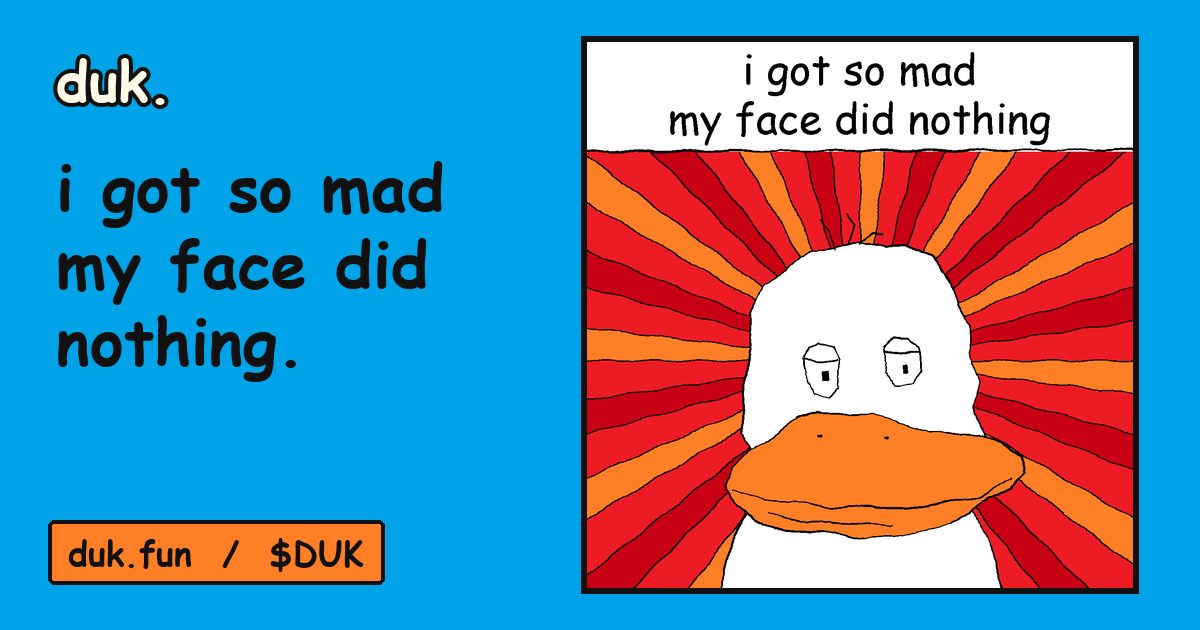 duk.
i got so mad
my face did
nothing.
duk.fun / $DUK
i got so mad
my face did nothing